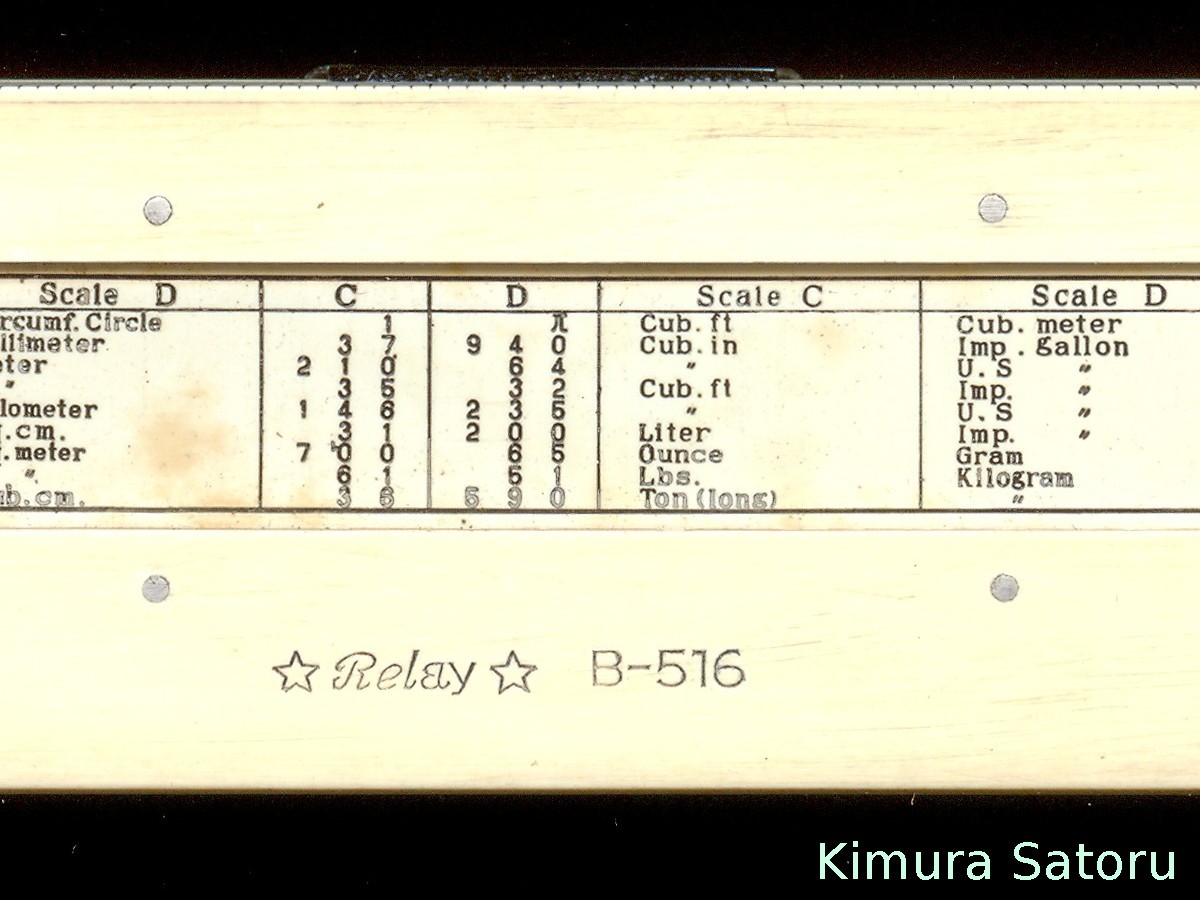 Scale D C D Scale C Scale D
rcumf. Circle 1 π Cub. ft Cub. meter
illimeter 3 7 9 4 0 Cub. in Imp. gallon
eter 2 1 0 6 4 〃 U.S 〃
〃 3 5 3 2 Cub. ft Imp. 〃
lometer 1 4 6 2 3 5 〃 U.S 〃
.cm. 3 1 2 0 0 Liter Imp. 〃
.meter 7 0 0 6 5 Ounce Gram
〃 6 1 5 1 Lbs. Kilogram
ub.cm. 3 6 5 9 0 Ton (long) 〃
☆ Relay ☆ B-516
Kimura Satoru